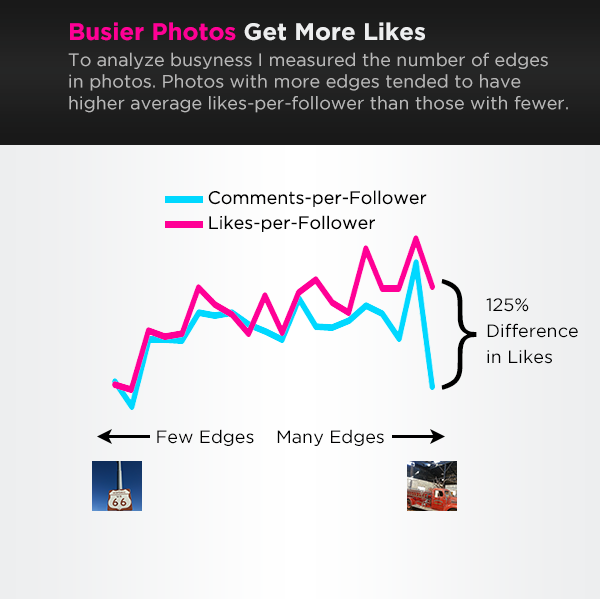 Busier Photos Get More Likes
To analyze busyness I measured the number of edges
in photos. Photos with more edges tended to have
higher average likes-per-follower than those with fewer.
Comments-per-Follower
Likes-per-Follower
125%
Difference
in Likes
Few Edges Many Edges
66